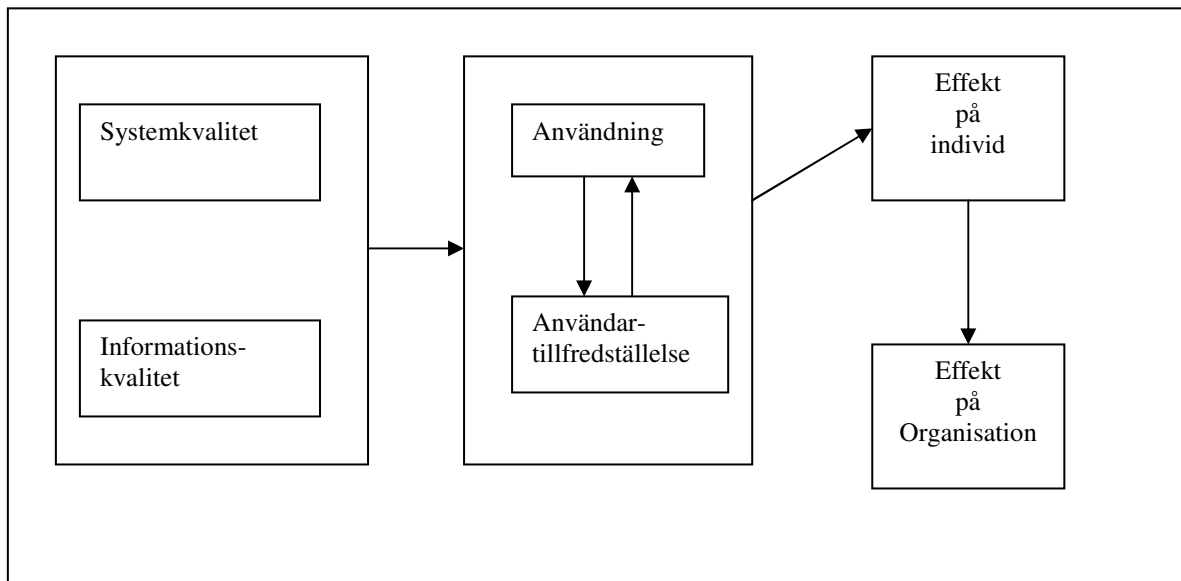 Systemkvalitet
Informations-
kvalitet
Användning
Användar-
tillfredställelse
Effekt
på
individ
Effekt
på
Organisation